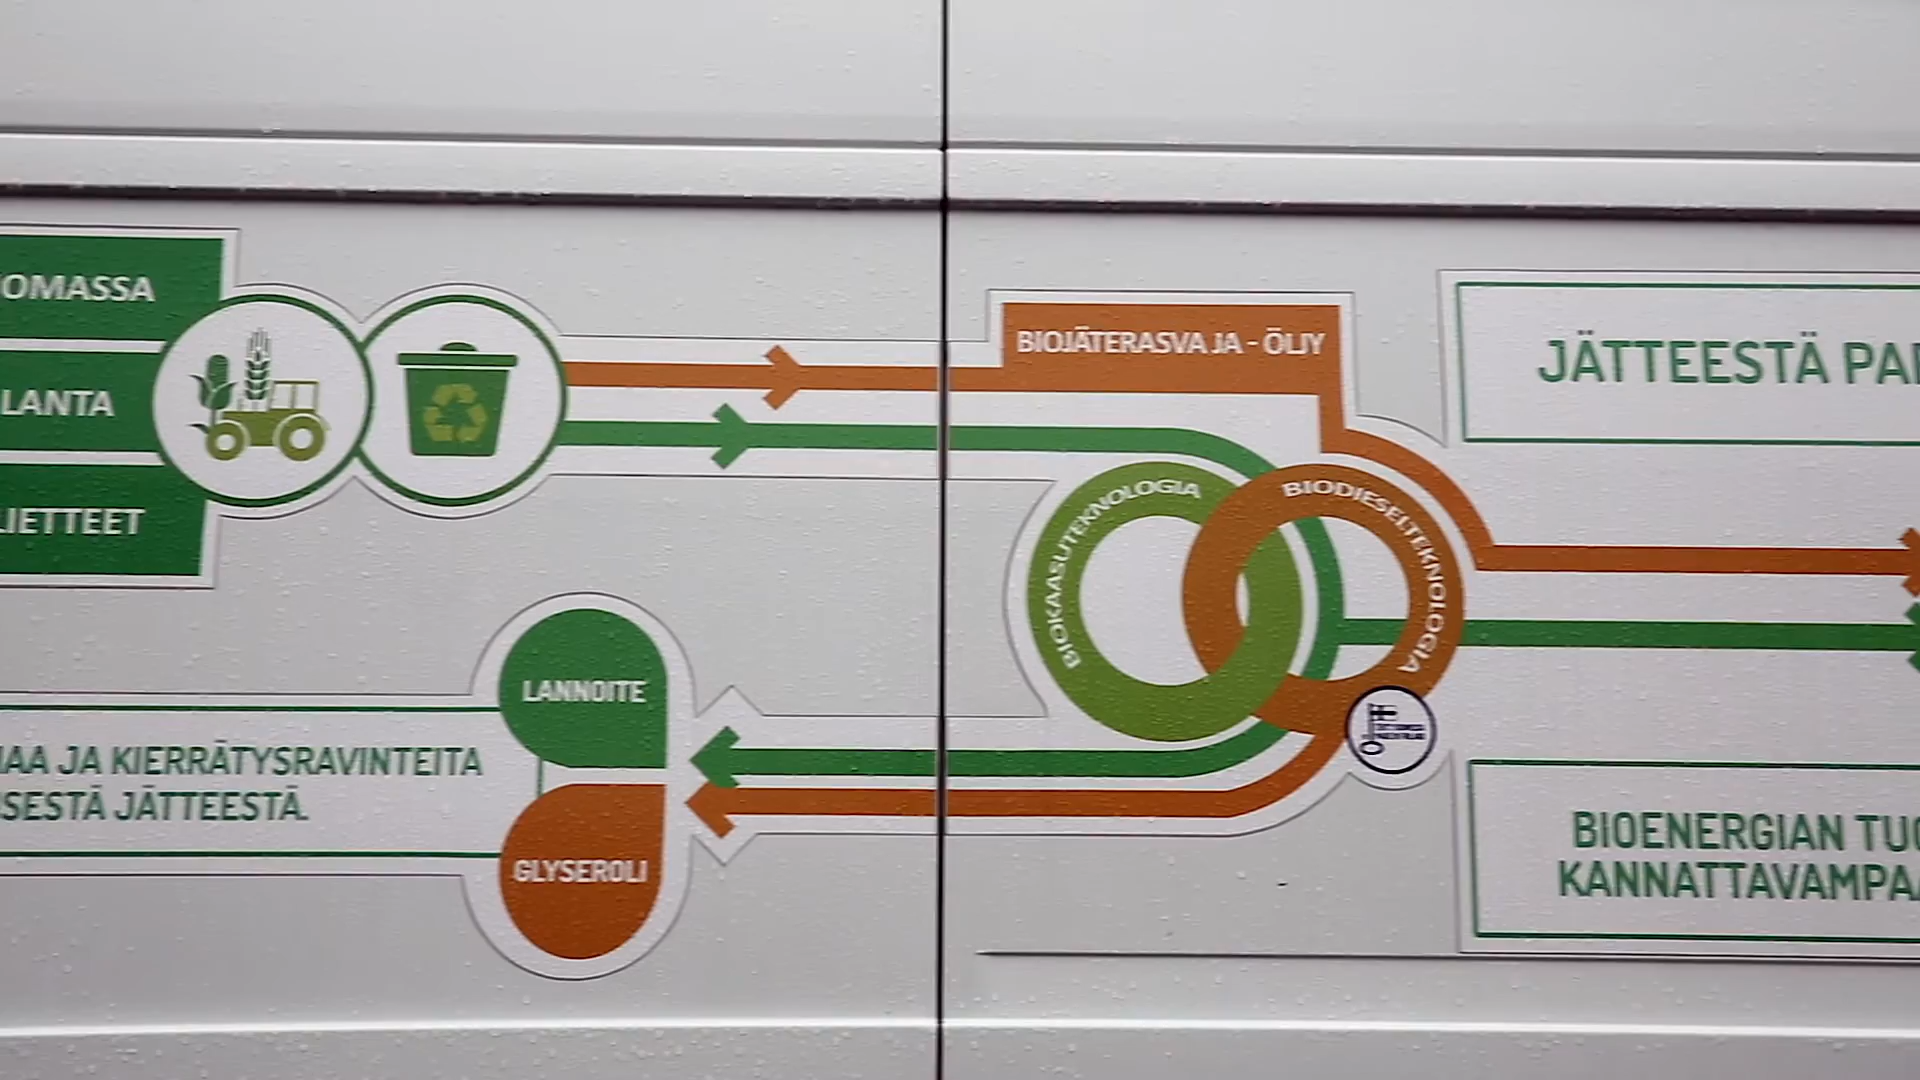 OMASSA
LANTA
LIETTEET
BIOJÄTERASVA JA - ÖLJY
BIOKAASUTEKNOLOGIA
BIODIESELTEKNOLOGIA
JÄTTEESTÄ PA
LANNOITE
AA JA KIERRÄTYSRAVINTEITA
SESTÄ JÄTTEESTÄ.
GLYSEROLI
BIOENERGIAN TUO
KANNATTAVAMPA